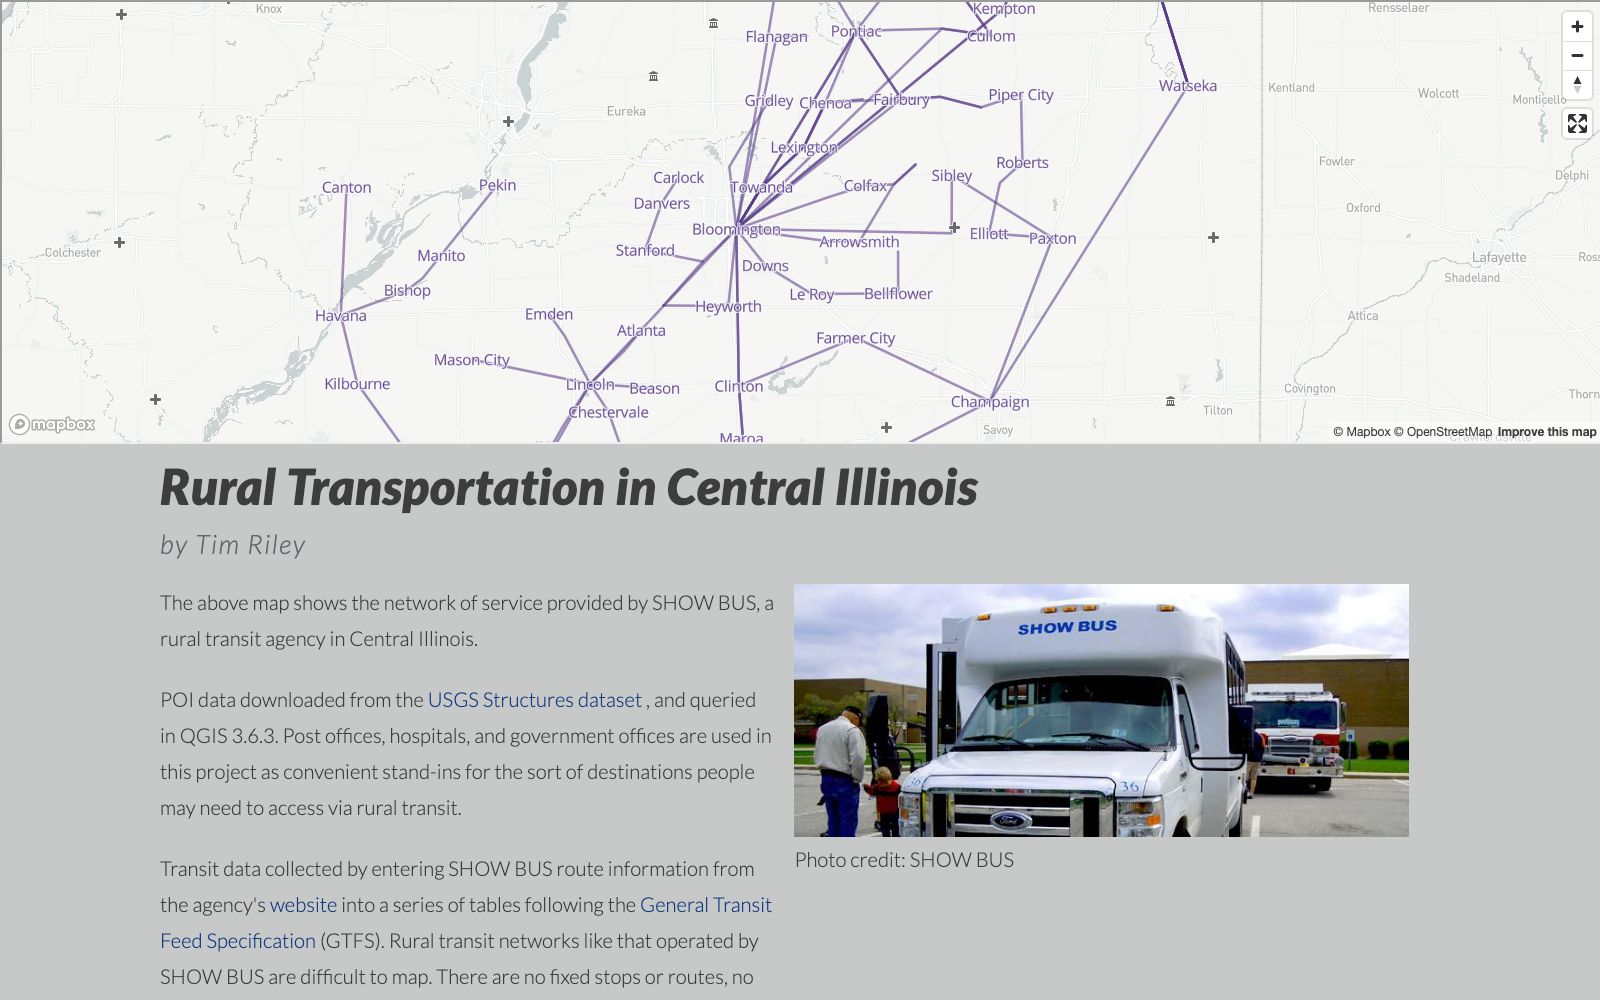 Knox
Kempton
Rensselaer
Flanagan
Pontiac
Cullom
Watseka
Kentland
Wolcott
Monticello
Gridley
Chenoa
Fairbury
Piper City
Eureka
Lexington
Roberts
Fowler
Delphi
Canton
Pekin
Carlock
Towanda
Colfax
Sibley
Danvers
Oxford
Bloomington
Arrowsmith
Elliott
Paxton
Colchester
Manito
Stanford
Downs
Lafayette
Ross
Shadeland
Bishop
Le Roy
Bellflower
Havana
Emden
Heyworth
Attica
Atlanta
Farmer City
Mason City
Kilbourne
Lincoln
Beason
Clinton
Covington
Thorn
Chestervale
Champaign
Tilton
Savoy
mapbox
Maroa
© Mapbox © OpenStreetMap Improve this map
Crawfordsville
Rural Transportation in Central Illinois
by Tim Riley
The above map shows the network of service provided by SHOW BUS, a
rural transit agency in Central Illinois.
POI data downloaded from the USGS Structures dataset , and queried
in QGIS 3.6.3. Post offices, hospitals, and government offices are used in
this project as convenient stand-ins for the sort of destinations people
may need to access via rural transit.
Transit data collected by entering SHOW BUS route information from
the agency's website into a series of tables following the General Transit
Feed Specification (GTFS). Rural transit networks like that operated by
SHOW BUS are difficult to map. There are no fixed stops or routes, no
SHOW BUS
36
36
Ford
Photo credit: SHOW BUS